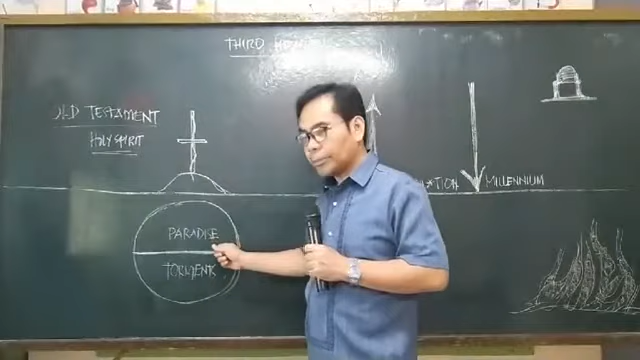 THIRD
OLD TESTAMENT
HOLY SPIRIT
MILLENNIUM
PARADISE
TORMENT